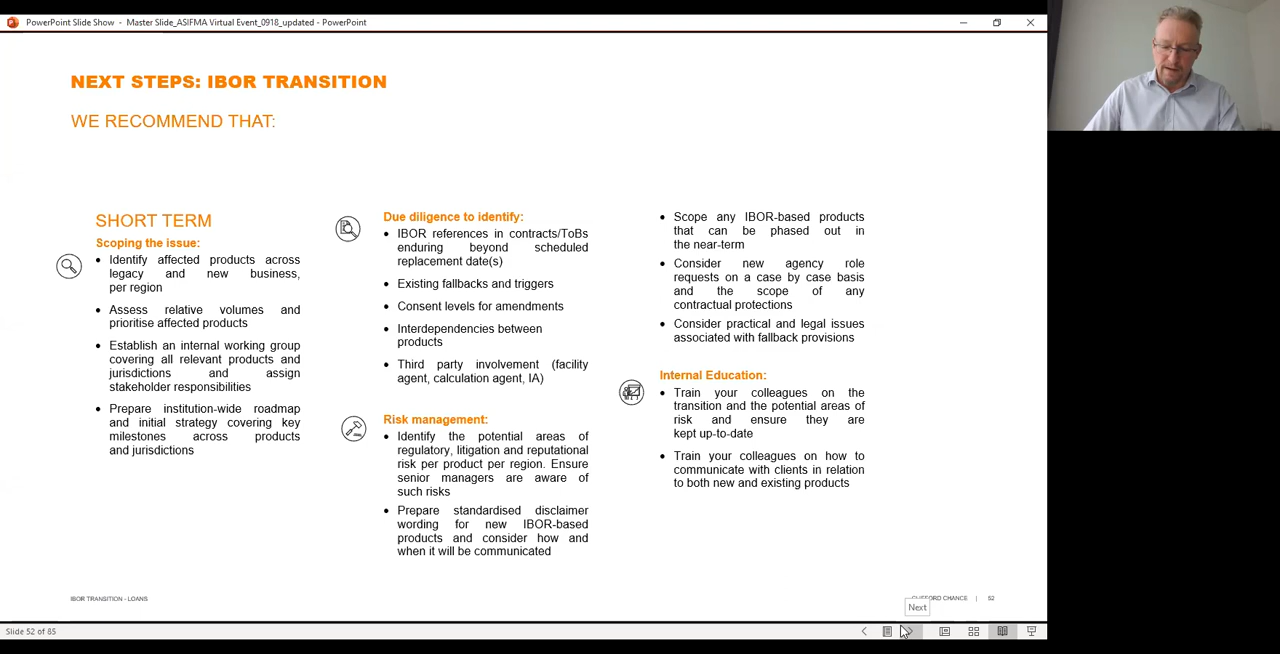 PowerPoint Slide Show - Master Slide_ASIFMA Virtual Event_0918_updated - PowerPoint
NEXT STEPS: IBOR TRANSITION
WE RECOMMEND THAT:
SHORT TERM
Scoping the issue:
• Identify affected products across
legacy and new business,
per region
• Assess relative volumes and
prioritise affected products
• Establish an internal working group
covering all relevant products and
jurisdictions and assign
stakeholder responsibilities
• Prepare institution-wide roadmap
and initial strategy covering key
milestones across products
and jurisdictions
Due diligence to identify:
• IBOR references in contracts/ToBs
enduring beyond scheduled
replacement date(s)
• Existing fallbacks and triggers
• Consent levels for amendments
• Interdependencies between
products
• Third party involvement (facility
agent, calculation agent, IA)
Risk management:
• Identify the potential areas of
regulatory, litigation and reputational
risk per product per region. Ensure
senior managers are aware of
such risks
• Prepare standardised disclaimer
wording for new IBOR-based
products and consider how and
when it will be communicated
• Scope any IBOR-based products
that can be phased out in
the near-term
• Consider new agency role
requests on a case by case basis
and the scope of any
contractual protections
• Consider practical and legal issues
associated with fallback provisions
Internal Education:
• Train your colleagues on the
transition and the potential areas of
risk and ensure they are
kept up-to-date
• Train your colleagues on how to
communicate with clients in relation
to both new and existing products
IBOR TRANSITION - LOANS
CLIFFORD CHANCE | 52
Next
Slide 52 of 85